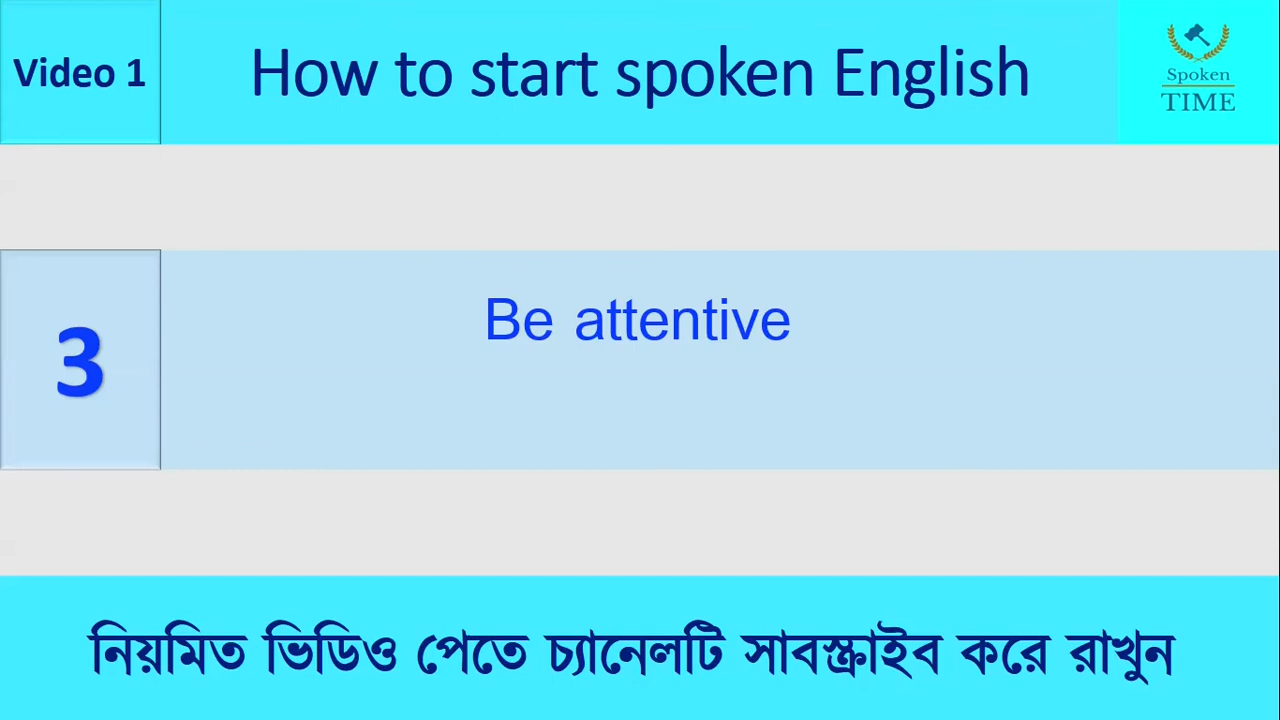 Video 1
How to start spoken English
Spoken
TIME
3
Be attentive
নিয়মিত ভিডিও পেতে চ্যানেলটি সাবস্ক্রাইব করে রাখুন